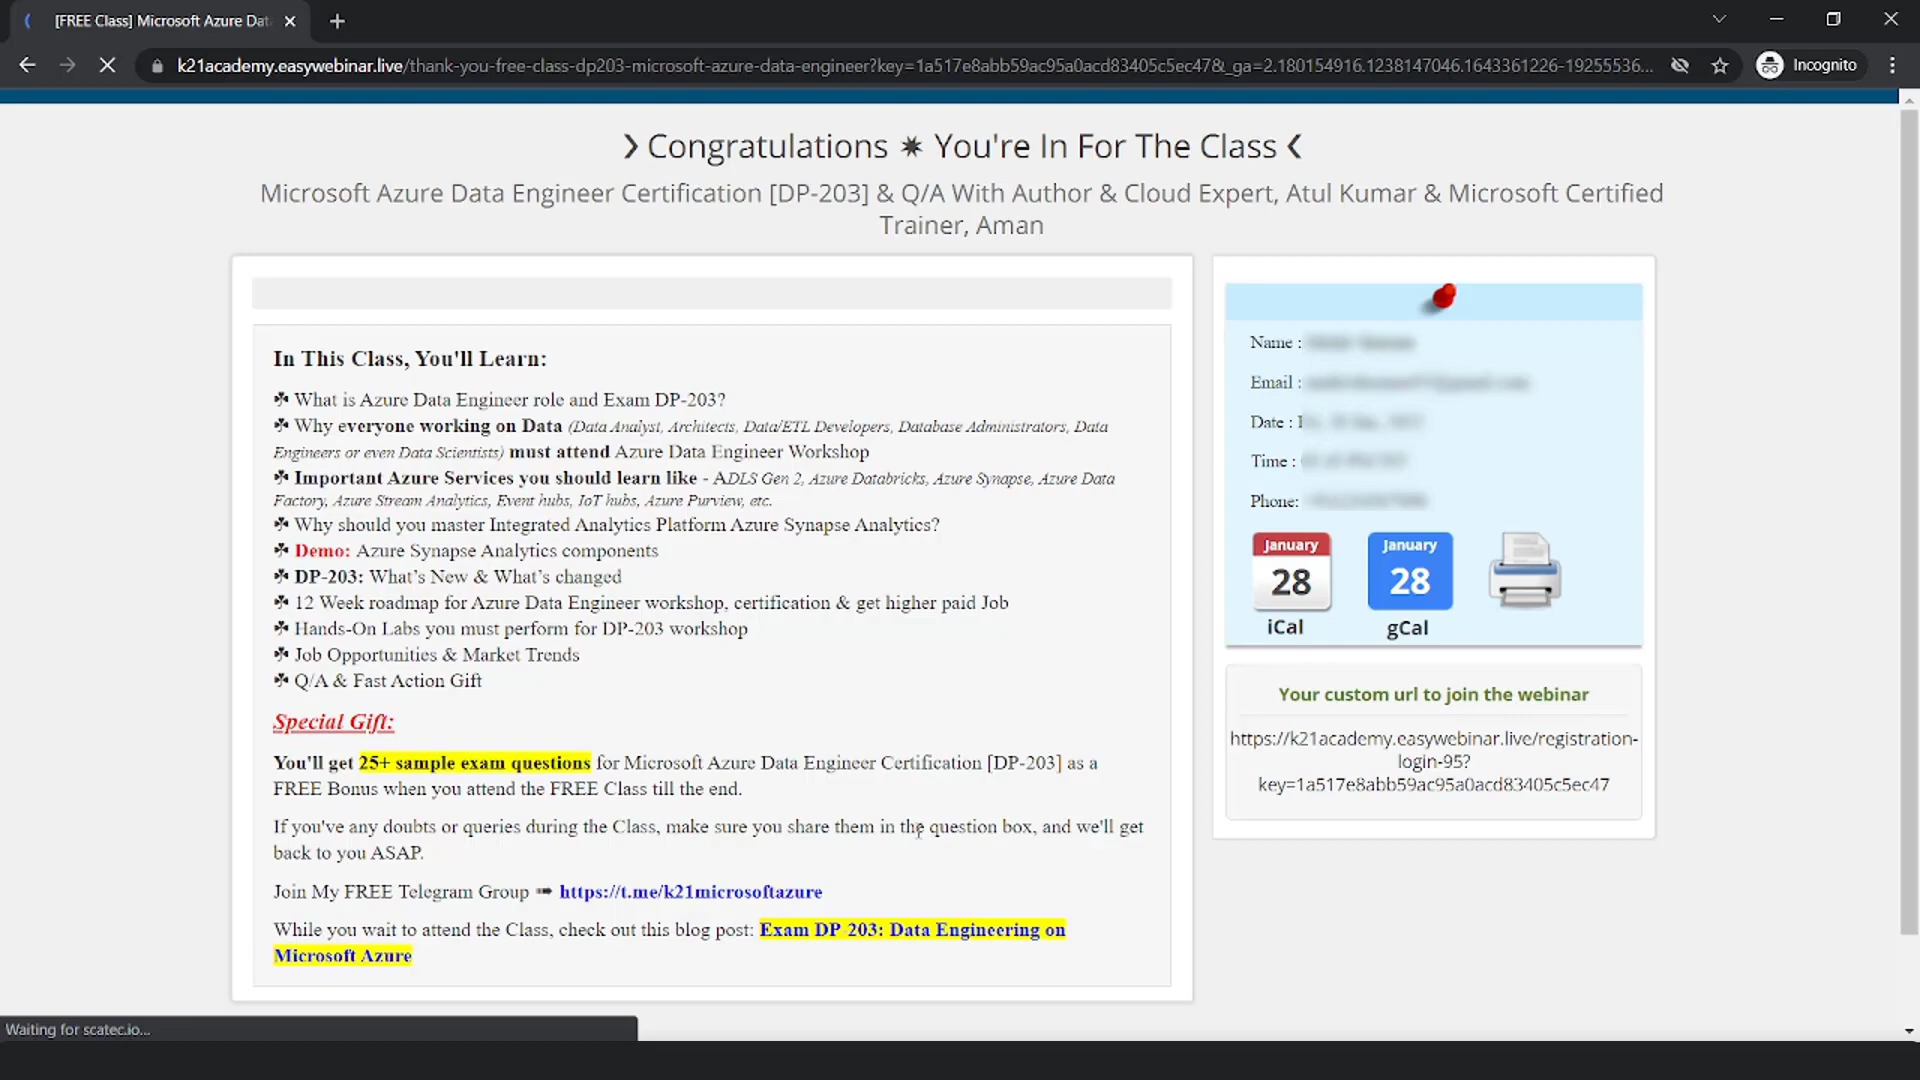 [FREE Class] Microsoft Azure Dat
k21academy.easywebinar.live/thank-you-free-class-dp203-microsoft-azure-data-engineer?key=1a517e8abb59ac95a0acd83405c5ec47&_ga=2.180154916.1238147046.1643361226-19255536...
Incognito
Congratulations ✷ You're In For The Class
Microsoft Azure Data Engineer Certification [DP-203] & Q/A With Author & Cloud Expert, Atul Kumar & Microsoft Certified
Trainer, Aman
In This Class, You'll Learn:
☘ What is Azure Data Engineer role and Exam DP-203?
☘ Why everyone working on Data (Data Analyst, Architects, Data/ETL Developers, Database Administrators, Data
Engineers or even Data Scientists) must attend Azure Data Engineer Workshop
☘ Important Azure Services you should learn like - ADLS Gen 2, Azure Databricks, Azure Synapse, Azure Data
Factory, Azure Stream Analytics, Event hubs, IoT hubs, Azure Purview, etc.
☘ Why should you master Integrated Analytics Platform Azure Synapse Analytics?
☘ Demo: Azure Synapse Analytics components
☘ DP-203: What's New & What's changed
☘ 12 Week roadmap for Azure Data Engineer workshop, certification & get higher paid Job
☘ Hands-On Labs you must perform for DP-203 workshop
☘ Job Opportunities & Market Trends
☘ Q/A & Fast Action Gift
Special Gift:
You'll get 25+ sample exam questions for Microsoft Azure Data Engineer Certification [DP-203] as a
FREE Bonus when you attend the FREE Class till the end.
If you've any doubts or queries during the Class, make sure you share them in the question box, and we'll get
back to you ASAP.
Join My FREE Telegram Group ➠ https://t.me/k21microsoftazure
While you wait to attend the Class, check out this blog post: Exam DP 203: Data Engineering on
Microsoft Azure
Name :
Email :
Date :
Time :
Phone:
January
28
iCal
January
28
gCal
Your custom url to join the webinar
https://k21academy.easywebinar.live/registration-
login-95?
key=1a517e8abb59ac95a0acd83405c5ec47
Waiting for scatec.io...